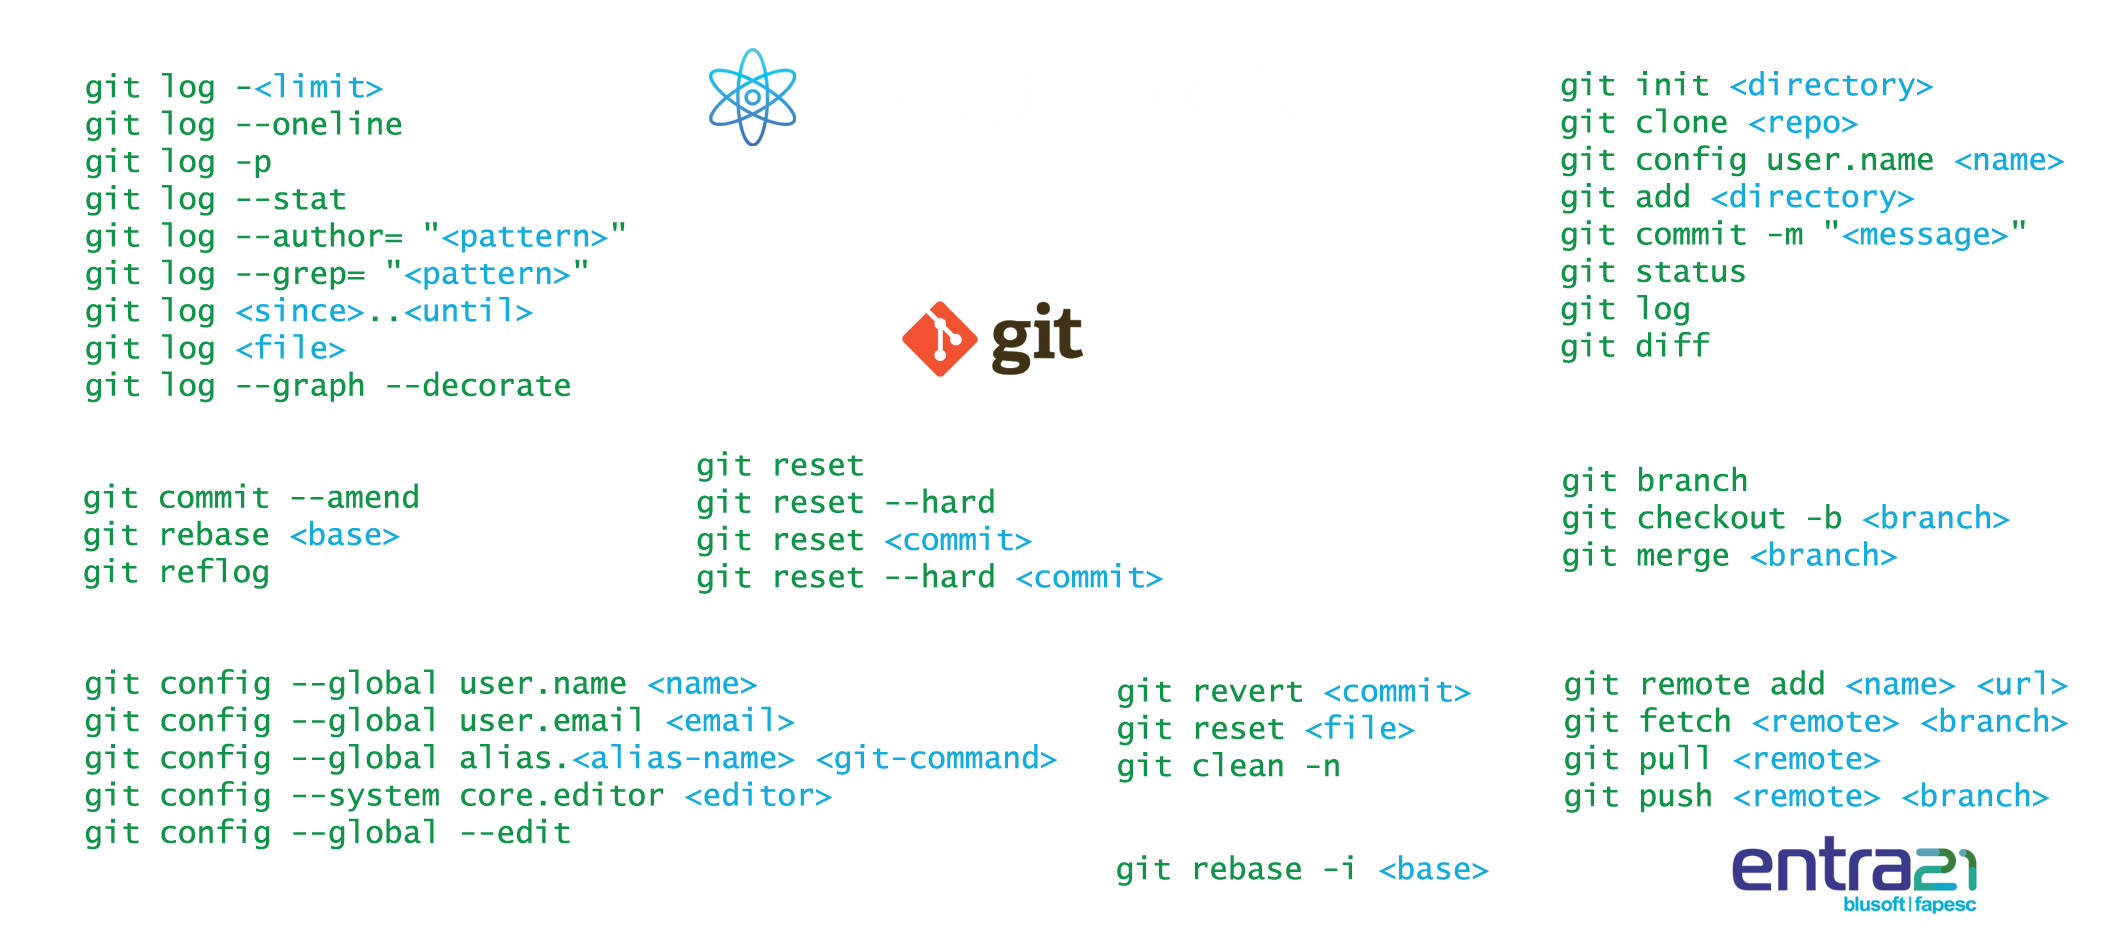 git log -<limit>
git log --oneline
git log -p
git log --stat
git log --author= "<pattern>"
git log --grep= "<pattern>"
git log <since>..<until>
git log <file>
git log --graph --decorate
git
git init <directory>
git clone <repo>
git config user.name <name>
git add <directory>
git commit -m "<message>"
git status
git log
git diff
git commit --amend
git rebase <base>
git reflog
git reset
git reset --hard
git reset <commit>
git reset --hard <commit>
git branch
git checkout -b <branch>
git merge <branch>
git config --global user.name <name>
git config --global user.email <email>
git config --global alias.<alias-name> <git-command>
git config --system core.editor <editor>
git config --global --edit
git revert <commit>
git reset <file>
git clean -n
git rebase -i <base>
git remote add <name> <url>
git fetch <remote> <branch>
git pull <remote>
git push <remote> <branch>
entra21
blusoft|fapesc